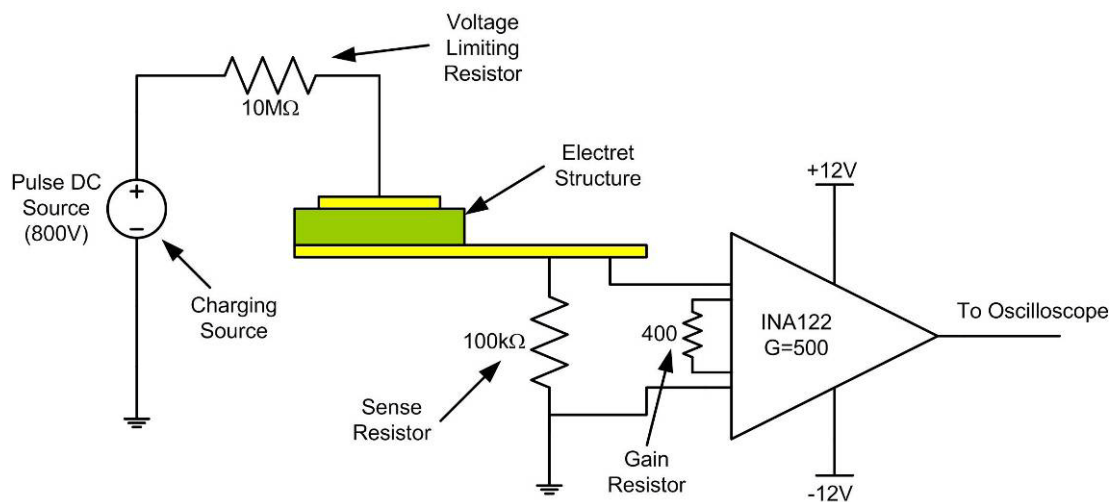 Voltage
Limiting
Resistor
10MΩ
Electret
Structure
Pulse DC
Source
(800V)
+
−
Charging
Source
+12V
INA122
G=500
To Oscilloscope
400
100kΩ
Sense
Resistor
Gain
Resistor
-12V